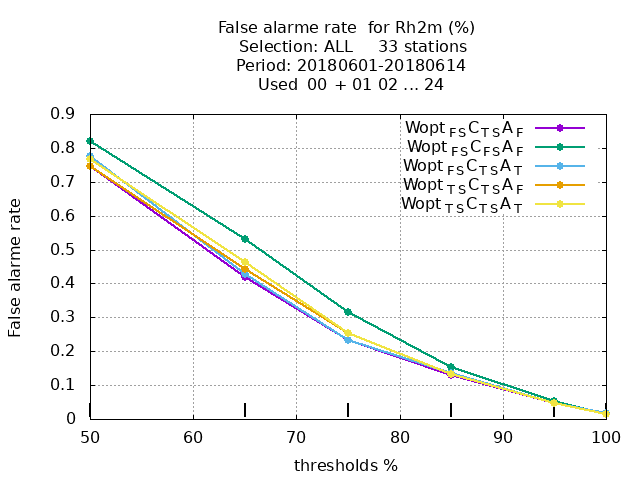 False alarme rate  for Rh2m (%)
Selection: ALL     33 stations
Period: 20180601-20180614
Used  00 + 01 02 ... 24
Wopt FS C TS A F
Wopt FS C FS A F
Wopt FS C TS A T
Wopt TS C TS A F
Wopt TS C TS A T
False alarme rate
0.9
0.8
0.7
0.6
0.5
0.4
0.3
0.2
0.1
0
50 60 70 80 90 100
thresholds %